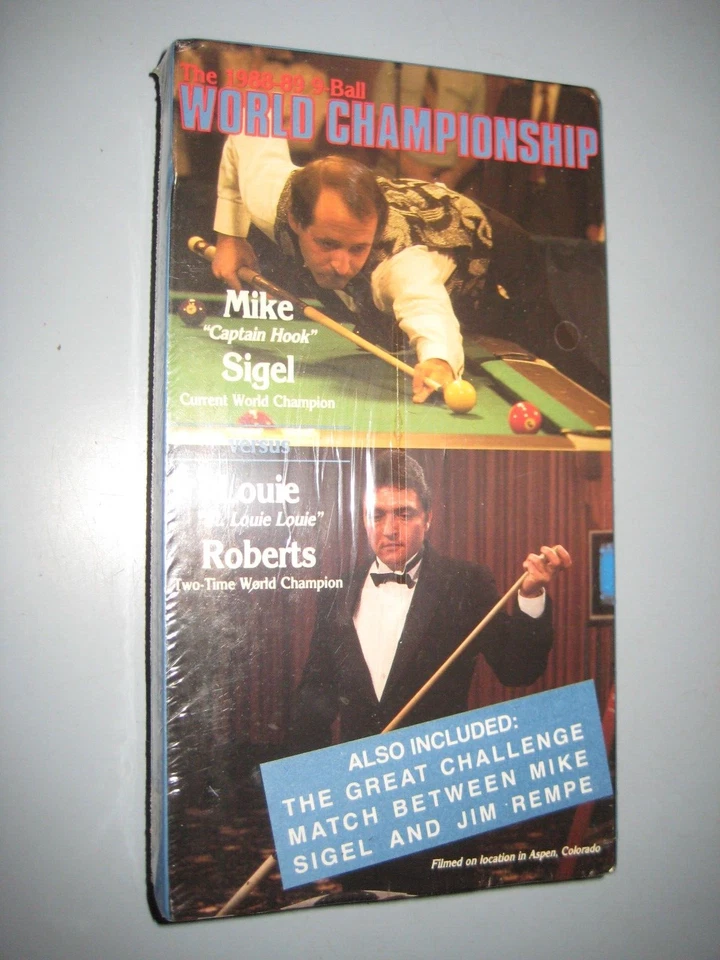 The 1988-89 9-Ball
WORLD CHAMPIONSHIP
Mike
"Captain Hook"
Sigel
Current World Champion
versus
Louie
Louie Louie"
Roberts
Two-Time World Champion
ALSO INCLUDED:
THE GREAT CHALLENGE
MATCH BETWEEN MIKE
SIGEL AND JIM REMPE
Filmed on location in Aspen, Colorado